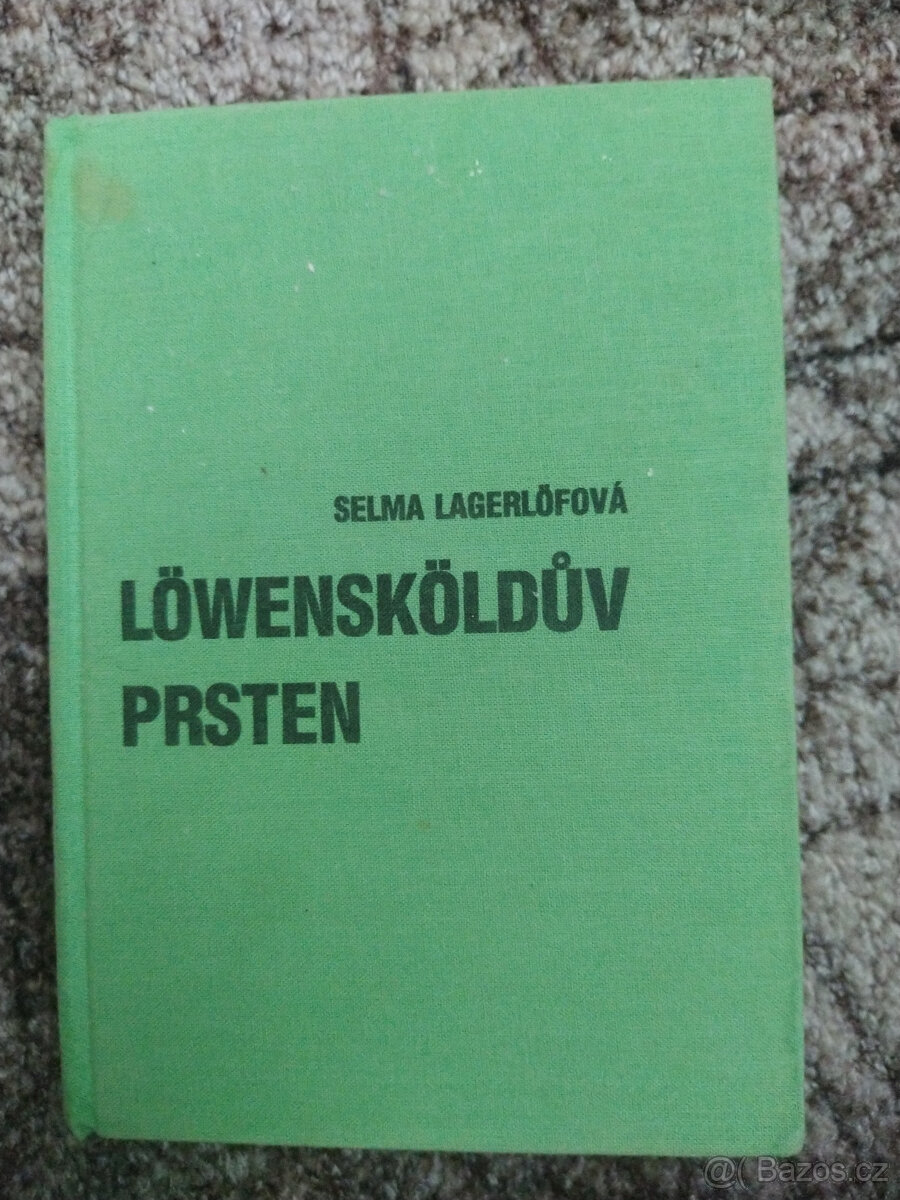 SELMA LAGERLÖFOVÁ
LÖWENSKÖLDŮV
PRSTEN
@( Bazoš.cz